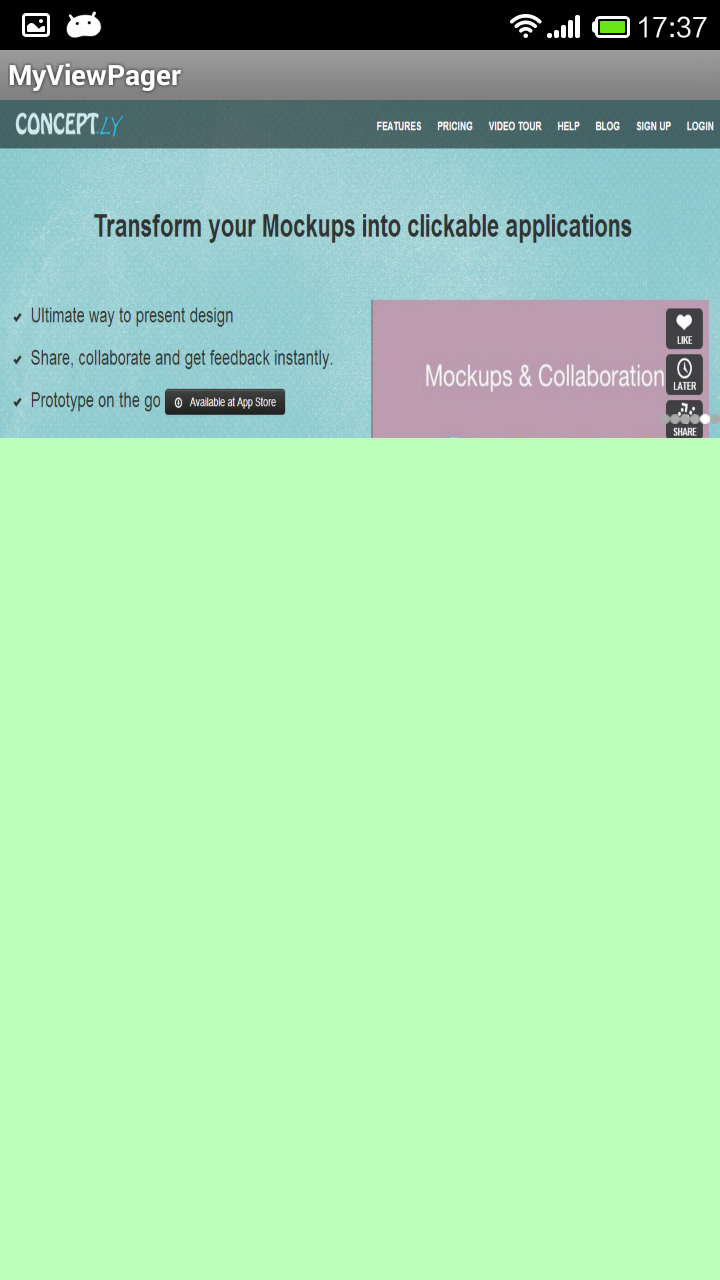 17:37
MyViewPager
CONCEPT.LY
FEATURES PRICING VIDEO TOUR HELP BLOG SIGN UP LOGIN
Transform your Mockups into clickable applications
Ultimate way to present design
Share, collaborate and get feedback instantly.
Prototype on the go Available at App Store
Mockups & Collaboration
LIKE
LATER
SHARE